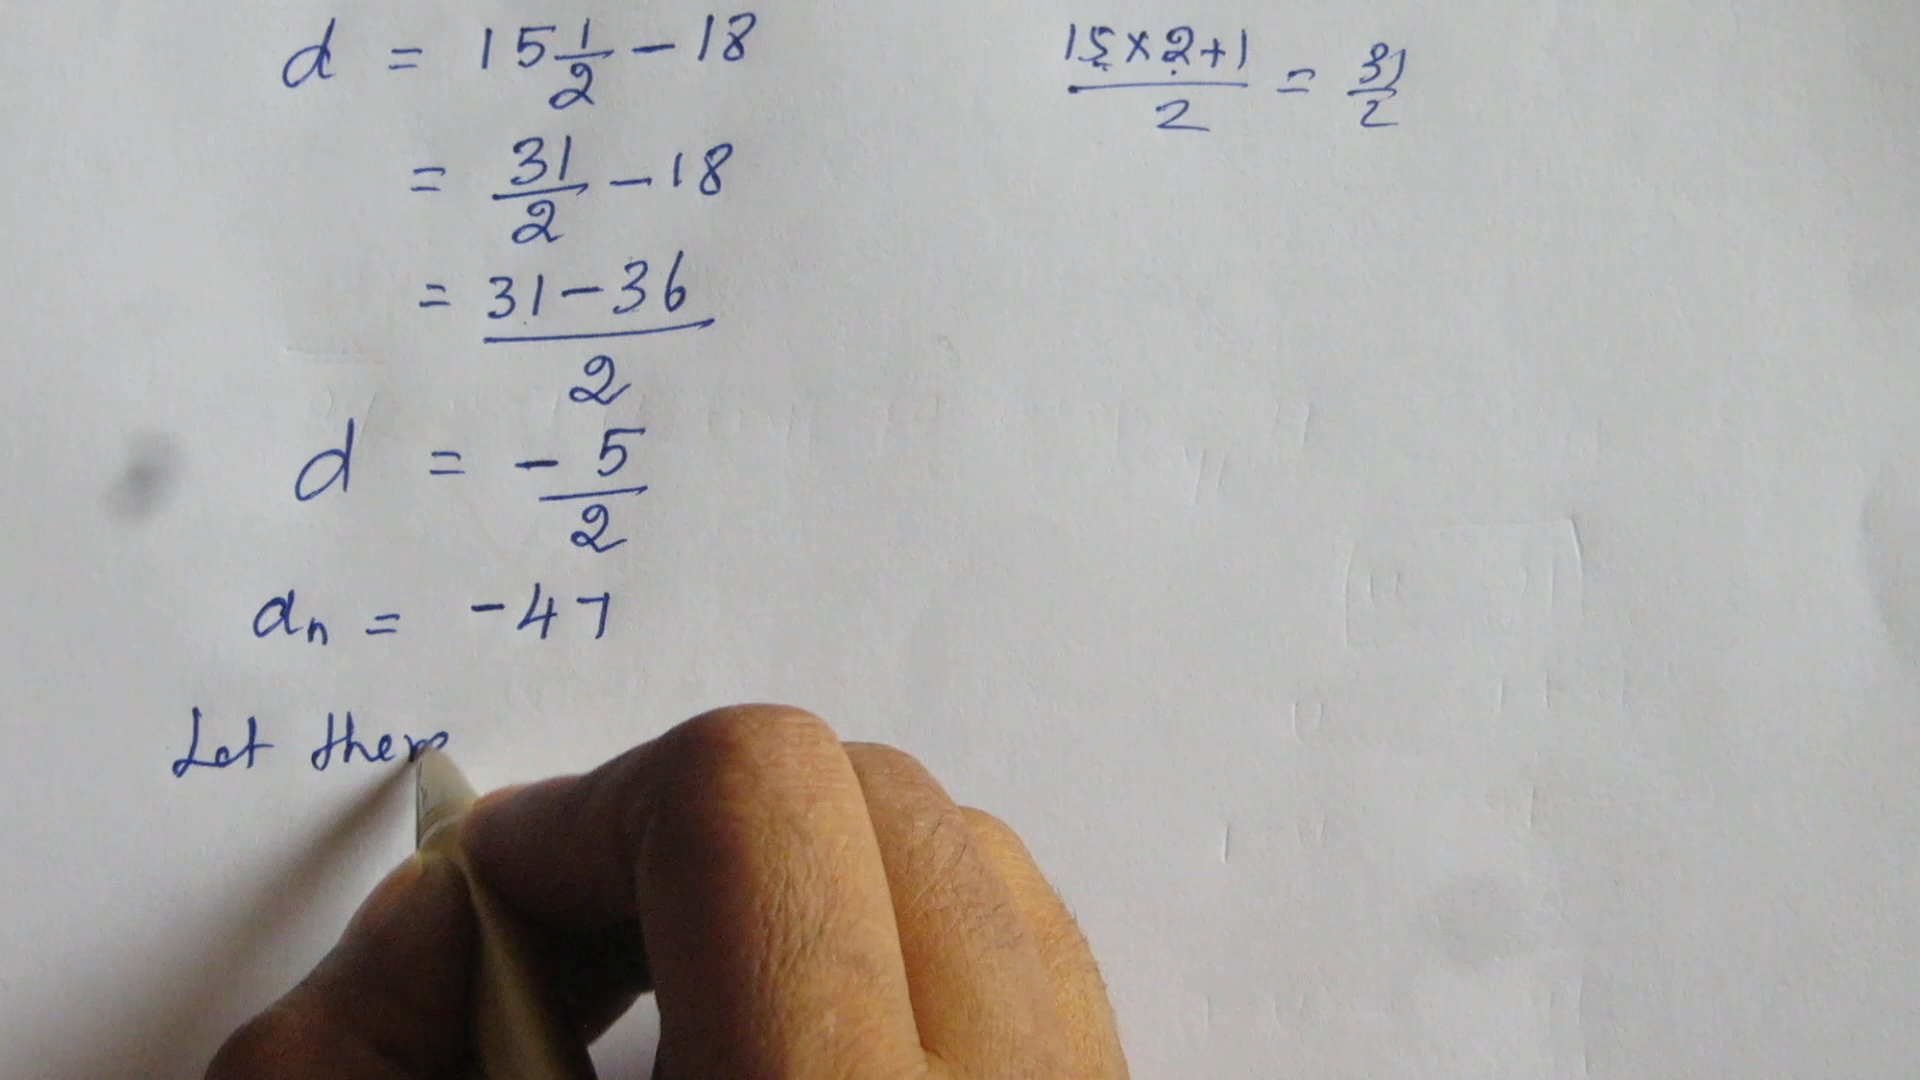 d = 15 1/2 - 18
= 31/2 - 18
= 31 - 36 / 2
d = - 5/2
an = -47
Let there
15 × 2 + 1 / 2 = 31/2